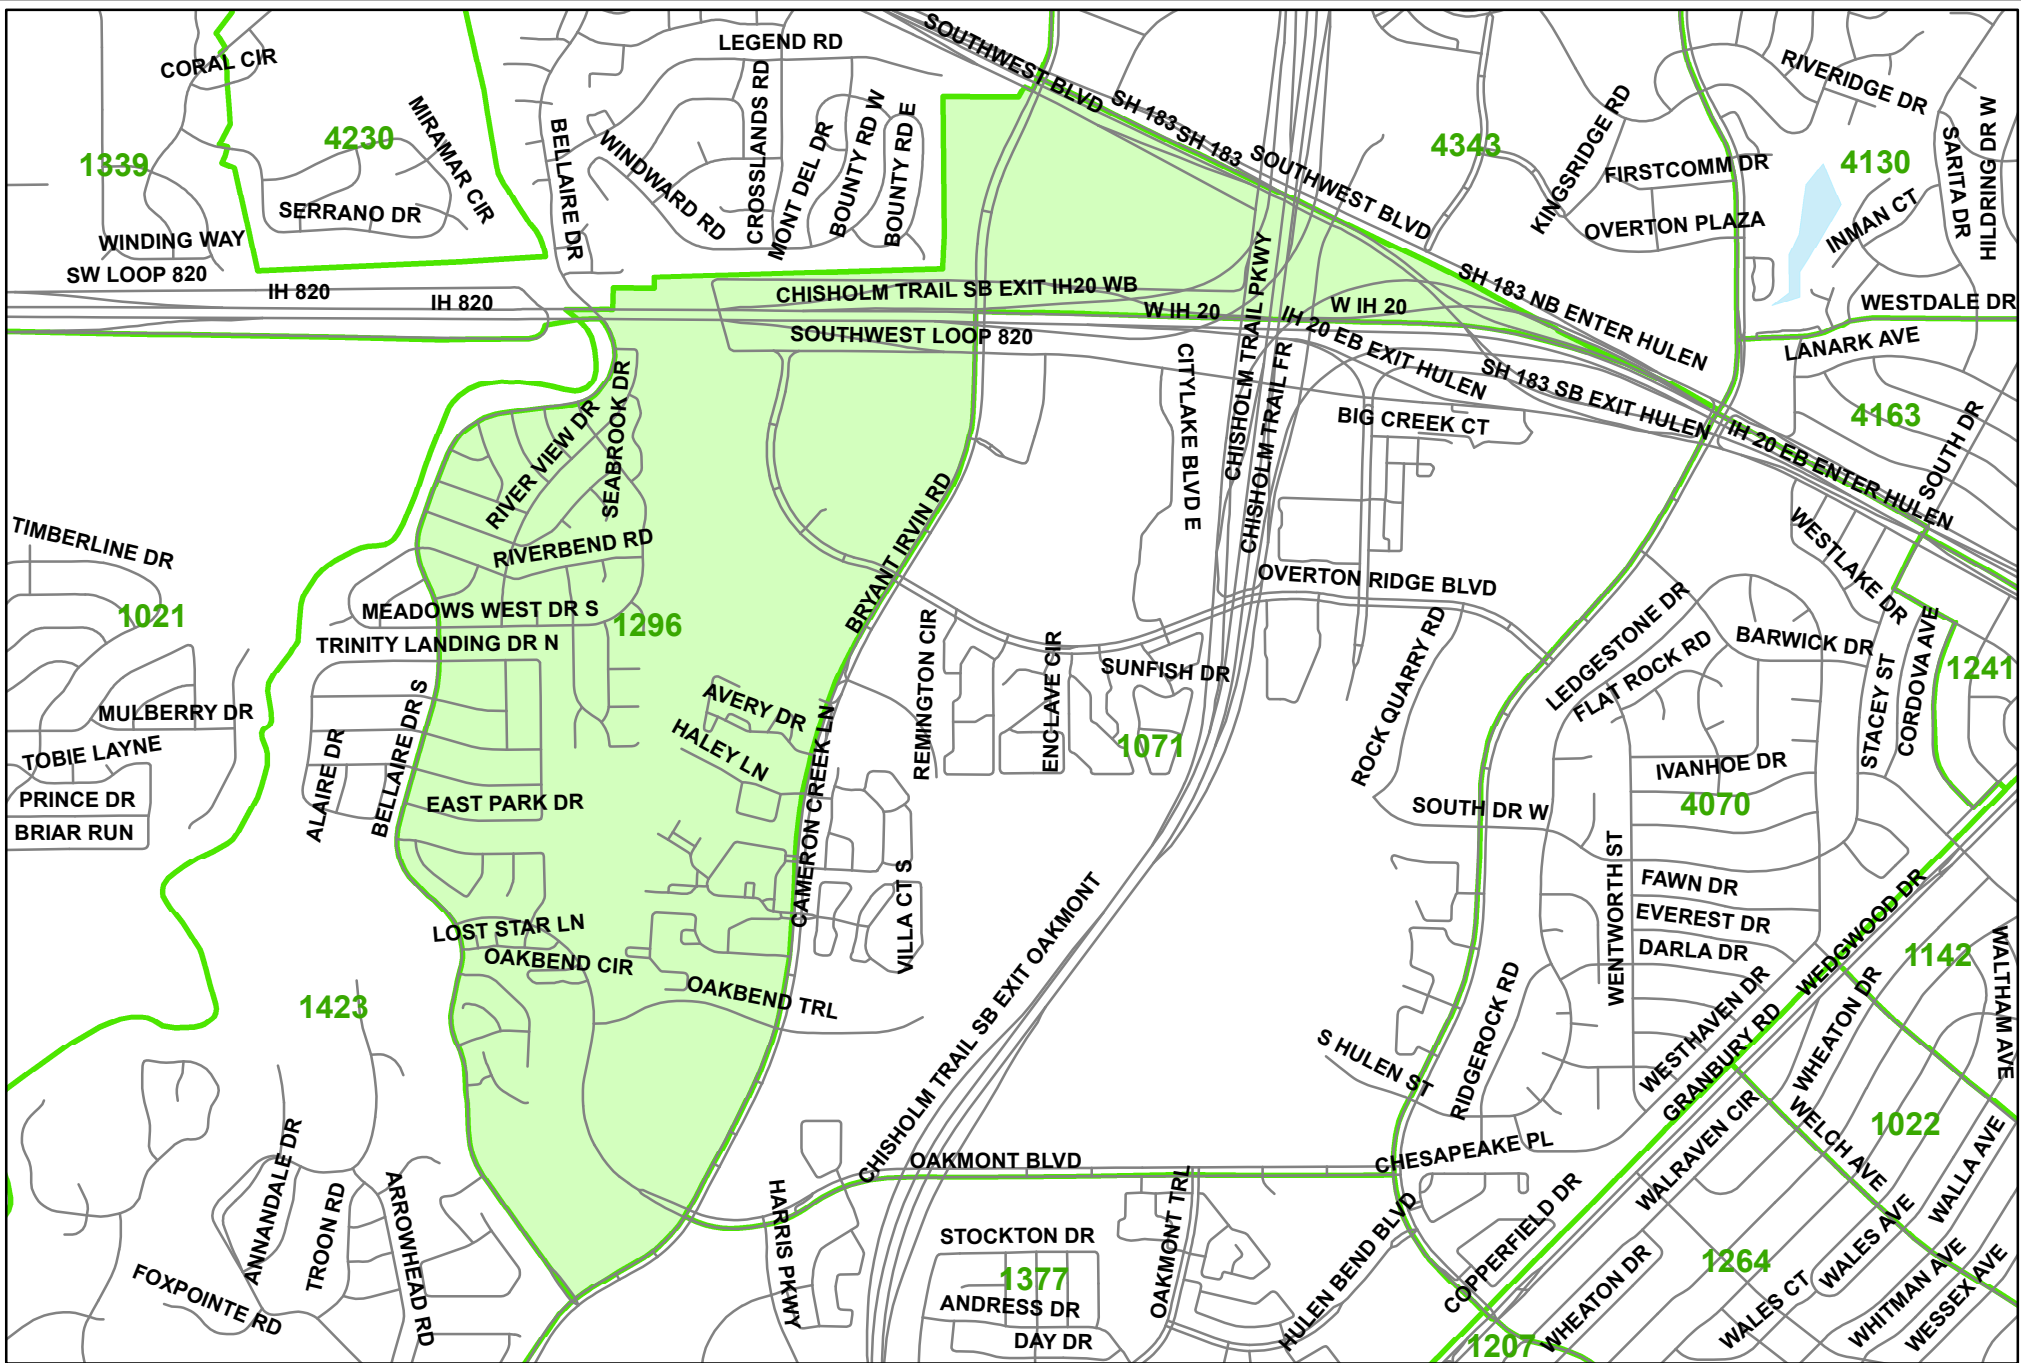 CORAL CIR
LEGEND RD
SOUTHWEST BLVD
SH 183
SH 183
SOUTHWEST BLVD
RIVERIDGE DR
1339
4230
MIRAMAR CIR
BELLAIRE DR
WINDWARD RD
CROSSLANDS RD
MONT DEL DR
BOUNTY RD W
BOUNTY RD E
4343
KINGSRIDGE RD
FIRSTCOMM DR
4130
SARITA DR
HILDRING DR W
SERRANO DR
WINDING WAY
OVERTON PLAZA
INMAN CT
SW LOOP 820
IH 820
IH 820
CHISHOLM TRAIL SB EXIT IH20 WB
CHISHOLM TRAIL PKWY
W IH 20
W IH 20
SH 183 NB ENTER HULEN
WESTDALE DR
SOUTHWEST LOOP 820
IH 20 EB EXIT HULEN
LANARK AVE
CITYLAKE BLVD E
CHISHOLM TRAIL FR
SH 183 SB EXIT HULEN
SEABROOK DR
RIVER VIEW DR
BIG CREEK CT
4163
IH 20 EB ENTER HULEN
SOUTH DR
TIMBERLINE DR
RIVERBEND RD
BRYANT IRVIN RD
WESTLAKE DR
OVERTON RIDGE BLVD
1021
MEADOWS WEST DR S
1296
TRINITY LANDING DR N
REMINGTON CIR
ENCLAVE CIR
SUNFISH DR
ROCK QUARRY RD
LEDGESTONE DR
FLAT ROCK RD
BARWICK DR
STACEY ST
CORDOVA AVE
1241
MULBERRY DR
AVERY DR
HALEY LN
1071
TOBIE LAYNE
ALAIRE DR
BELLAIRE DR S
IVANHOE DR
PRINCE DR
EAST PARK DR
SOUTH DR W
4070
BRIAR RUN
CAMERON CREEK LN
VILLA CT S
WENTWORTH ST
FAWN DR
EVEREST DR
DARLA DR
WEDGWOOD DR
LOST STAR LN
OAKBEND CIR
1142
WALTHAM AVE
1423
OAKBEND TRL
CHISHOLM TRAIL SB EXIT OAKMONT
S HULEN ST
RIDGEROCK RD
WESTHAVEN DR
GRANBURY RD
WHEATON DR
WALRAVEN CIR
WELCH AVE
1022
WALLA AVE
ANNANDALE DR
TROON RD
ARROWHEAD RD
OAKMONT BLVD
CHESAPEAKE PL
HARRIS PKWY
OAKMONT TRL
HULEN BEND BLVD
COPPERFIELD DR
STOCKTON DR
1377
ANDRESS DR
DAY DR
FOXPOINTE RD
1264
WALES AVE
WALES CT
WHITMAN AVE
WESSEX AVE
WHEATON DR
1207
CHISHOLM TRAIL PKWY